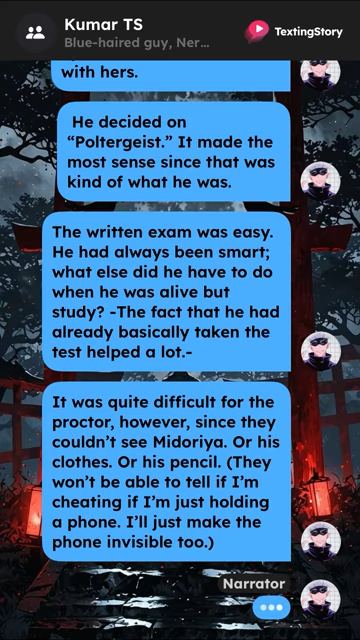 Kumar TS
Blue-haired guy, Ner...
TextingStory
with hers.
He decided on
“Poltergeist.” It made the
most sense since that was
kind of what he was.
The written exam was easy.
He had always been smart;
what else did he have to do
when he was alive but
study? -The fact that he had
already basically taken the
test helped a lot.-
It was quite difficult for the
proctor, however, since they
couldn’t see Midoriya. Or his
clothes. Or his pencil. (They
won’t be able to tell if I’m
cheating if I’m just holding
a phone. I’ll just make the
phone invisible too.)
Narrator